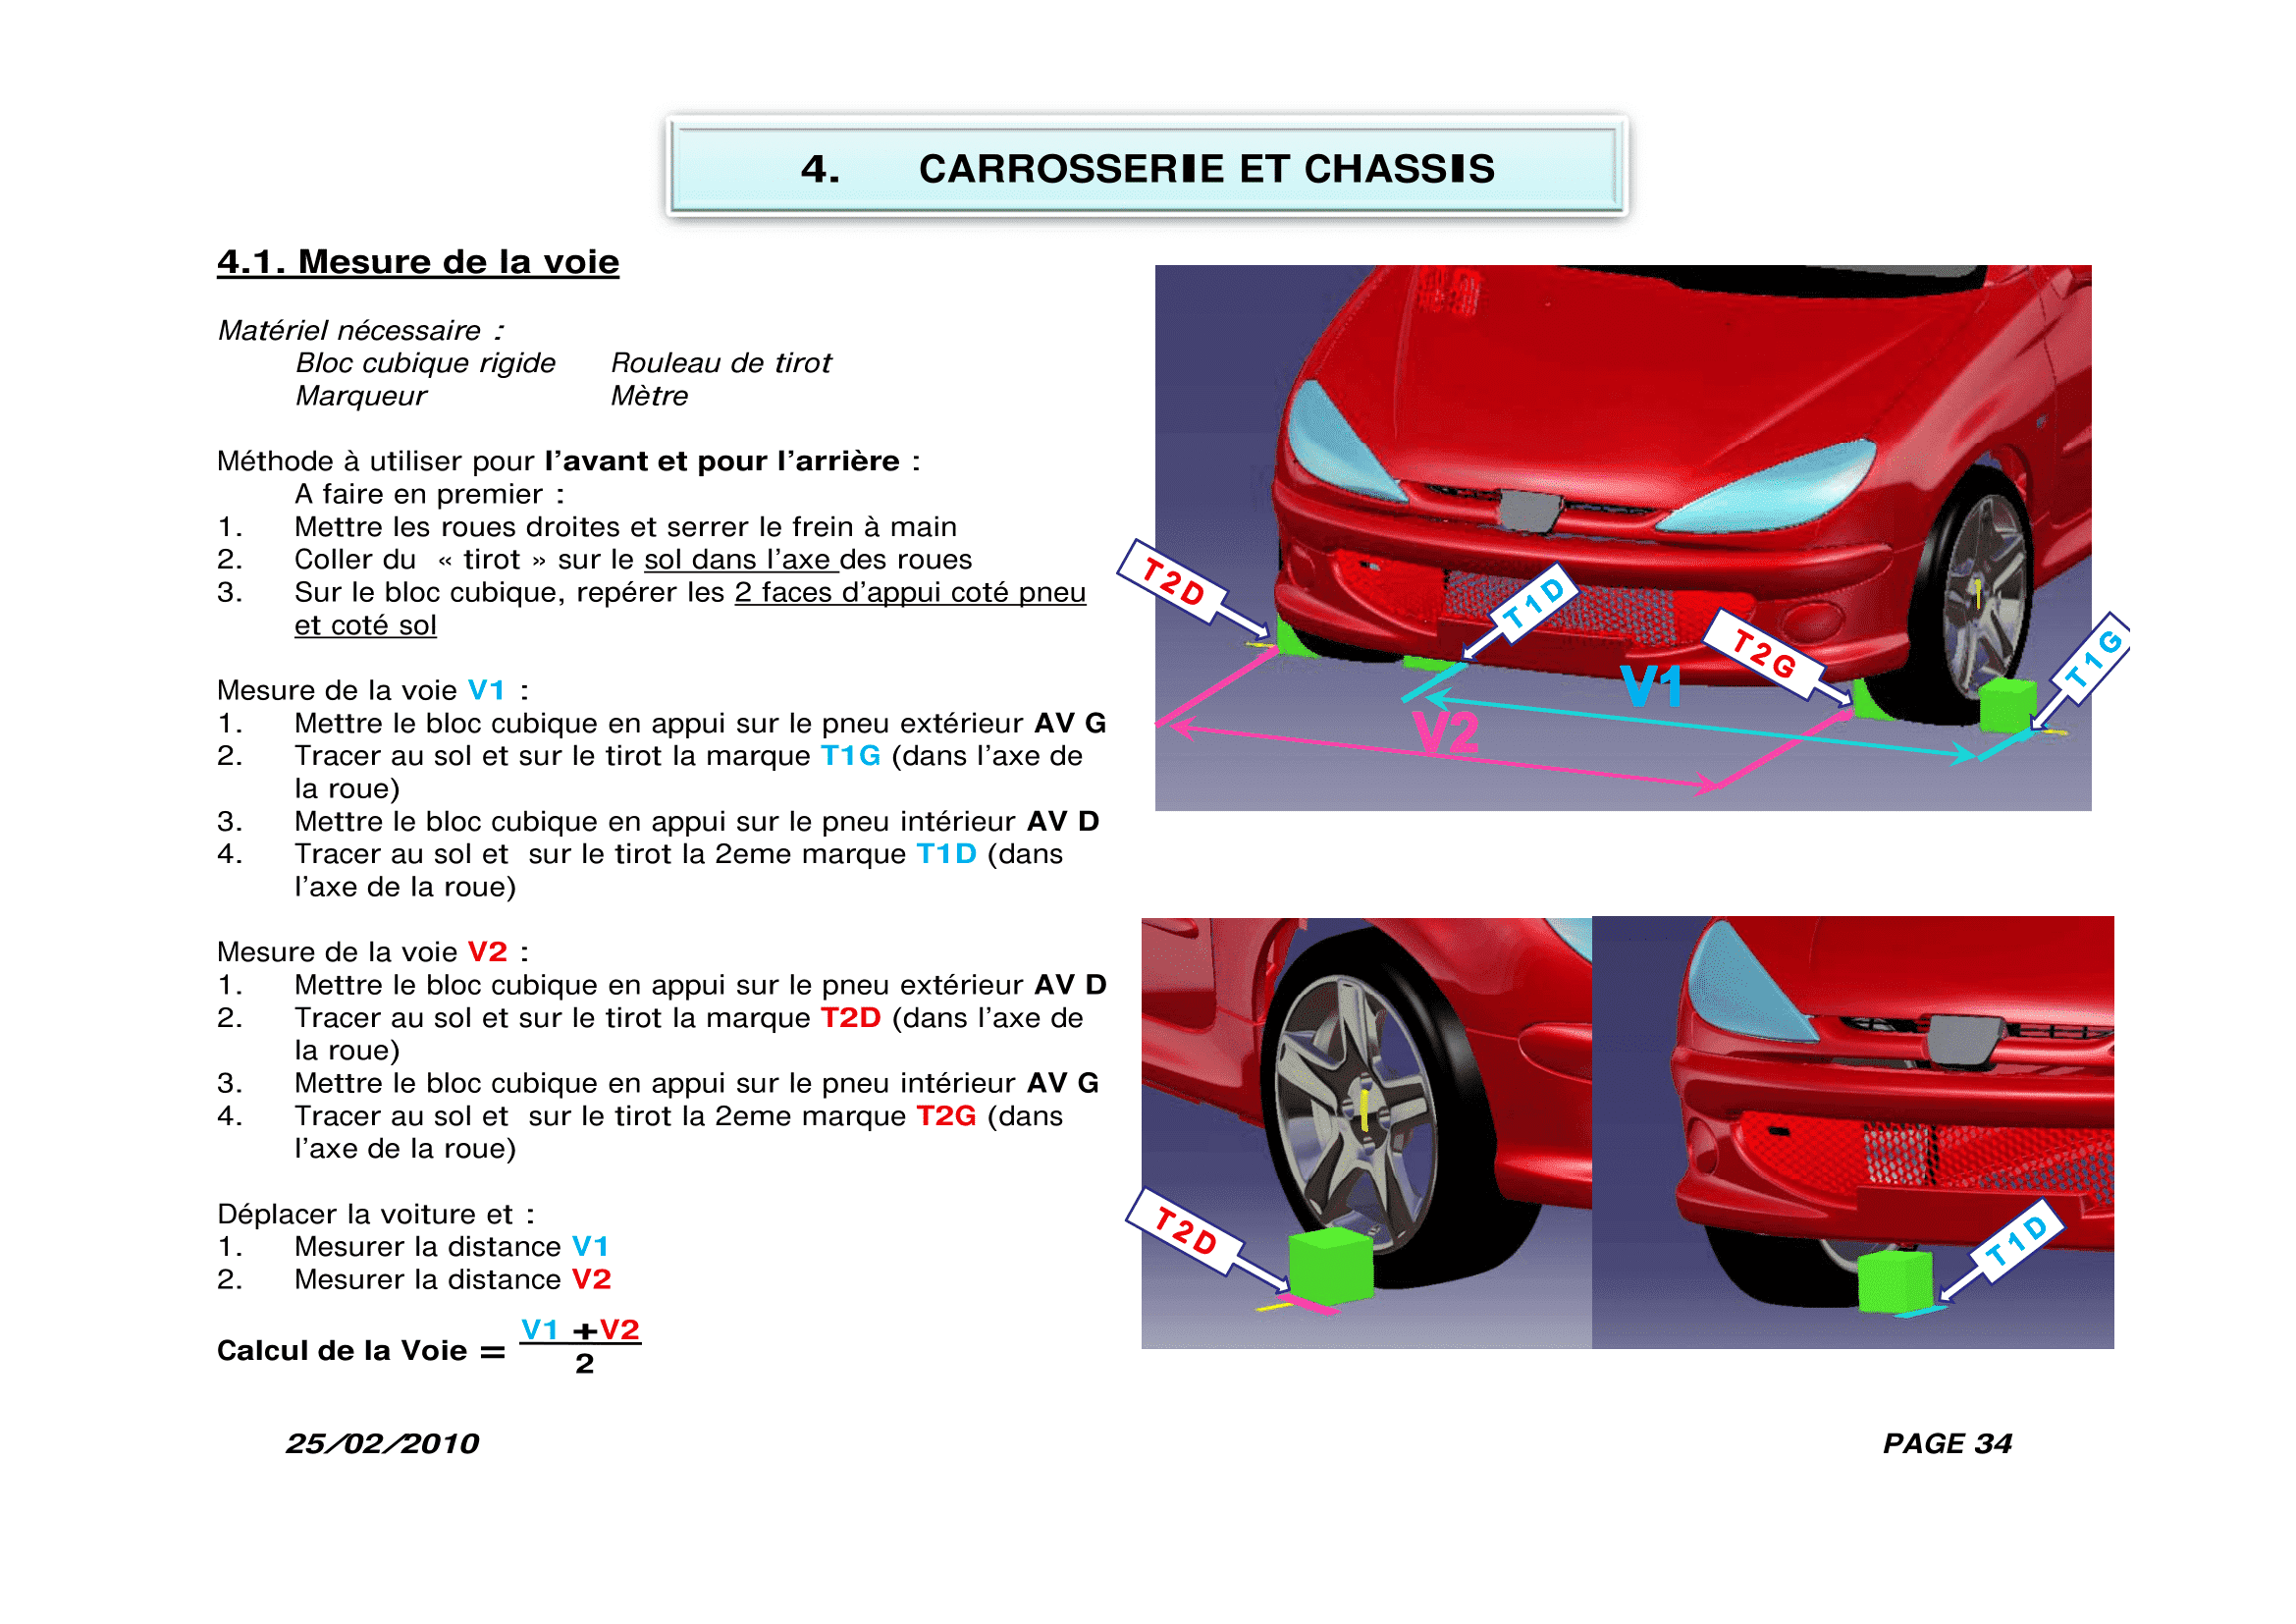 4. CARROSSERIE ET CHASSIS
4.1. Mesure de la voie
Matériel nécessaire :
Bloc cubique rigide Rouleau de tirot
Marqueur Mètre
Méthode à utiliser pour l'avant et pour l'arrière :
A faire en premier :
1. Mettre les roues droites et serrer le frein à main
2. Coller du « tirot » sur le sol dans l'axe des roues
3. Sur le bloc cubique, repérer les 2 faces d'appui coté pneu
et coté sol
Mesure de la voie V1 :
1. Mettre le bloc cubique en appui sur le pneu extérieur AV G
2. Tracer au sol et sur le tirot la marque T1G (dans l'axe de
la roue)
3. Mettre le bloc cubique en appui sur le pneu intérieur AV D
4. Tracer au sol et sur le tirot la 2eme marque T1D (dans
l'axe de la roue)
Mesure de la voie V2 :
1. Mettre le bloc cubique en appui sur le pneu extérieur AV D
2. Tracer au sol et sur le tirot la marque T2D (dans l'axe de
la roue)
3. Mettre le bloc cubique en appui sur le pneu intérieur AV G
4. Tracer au sol et sur le tirot la 2eme marque T2G (dans
l'axe de la roue)
Déplacer la voiture et :
1. Mesurer la distance V1
2. Mesurer la distance V2
Calcul de la Voie = V1 +V2
2
T2D
T1D
T2G
T1G
V1
V2
T2D
T1D
25/02/2010
PAGE 34